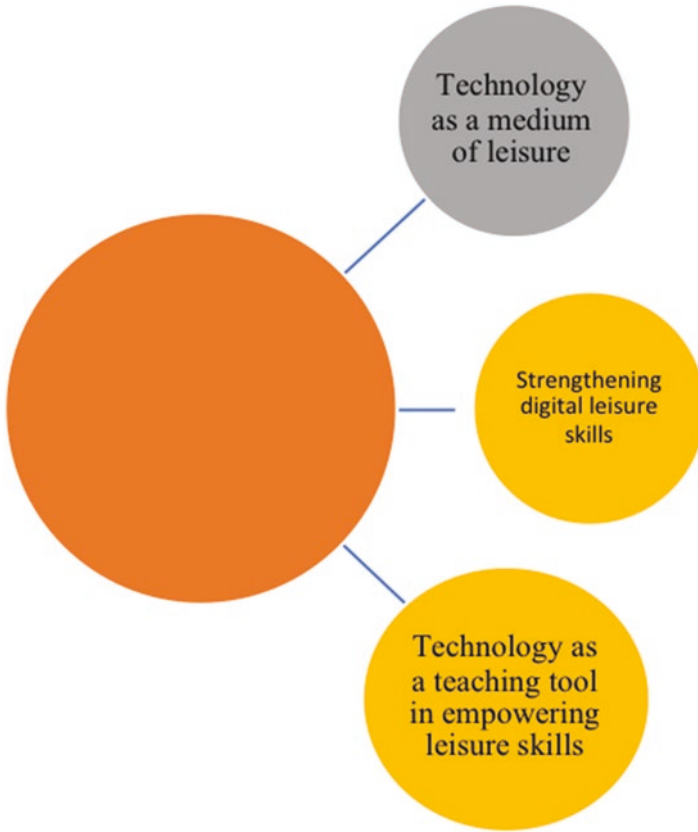 Technology
as a medium
of leisure
Strengthening
digital leisure
skills
Technology as
a teaching tool
in empowering
leisure skills